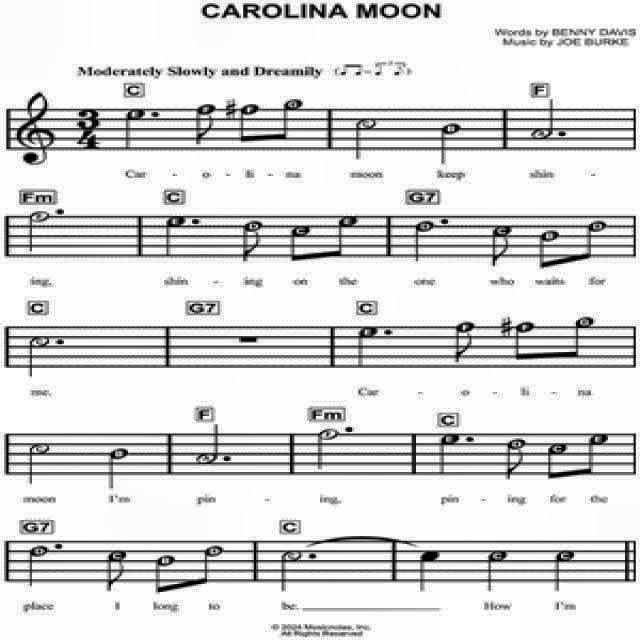 CAROLINA MOON
Words by BENNY DAVIS
Music by JOE BURKE
Moderately Slowly and Dreamily
C F
3
4
Car - o - li - na moon keep shin -
Fm C G7
ing, shin - ing on the one who waits for
C G7 C
me. Car - o - li - na
F Fm C
moon I'm pin - ing, pin - ing for the
G7 C
place I long to be. How I'm
© 2024 Musicnotes, Inc.
All Rights Reserved